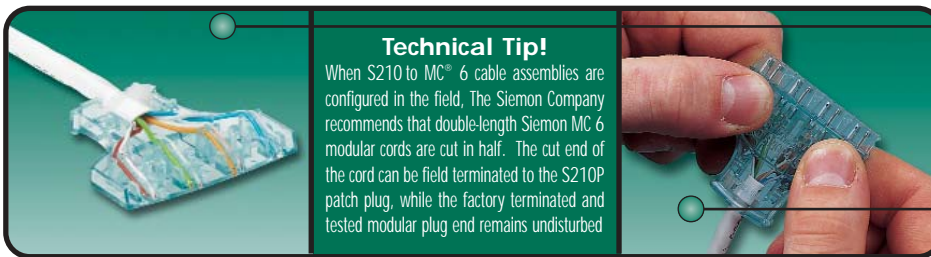 Technical Tip!
When S210 to MC® 6 cable assemblies are
configured in the field, The Siemon Company
recommends that double-length Siemon MC 6
modular cords are cut in half. The cut end of
the cord can be field terminated to the S210P
patch plug, while the factory terminated and
tested modular plug end remains undisturbed